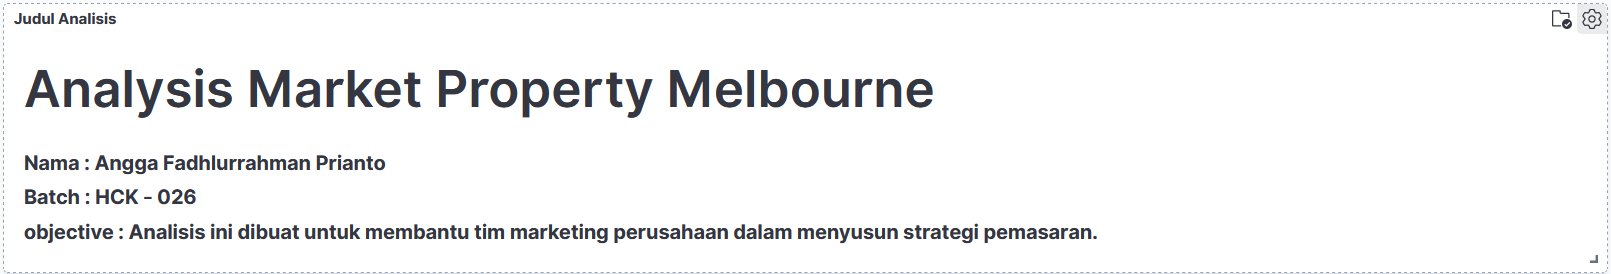 Judul Analisis
Analysis Market Property Melbourne
Nama : Angga Fadhlurrahman Prianto
Batch : HCK - 026
objective : Analisis ini dibuat untuk membantu tim marketing perusahaan dalam menyusun strategi pemasaran.